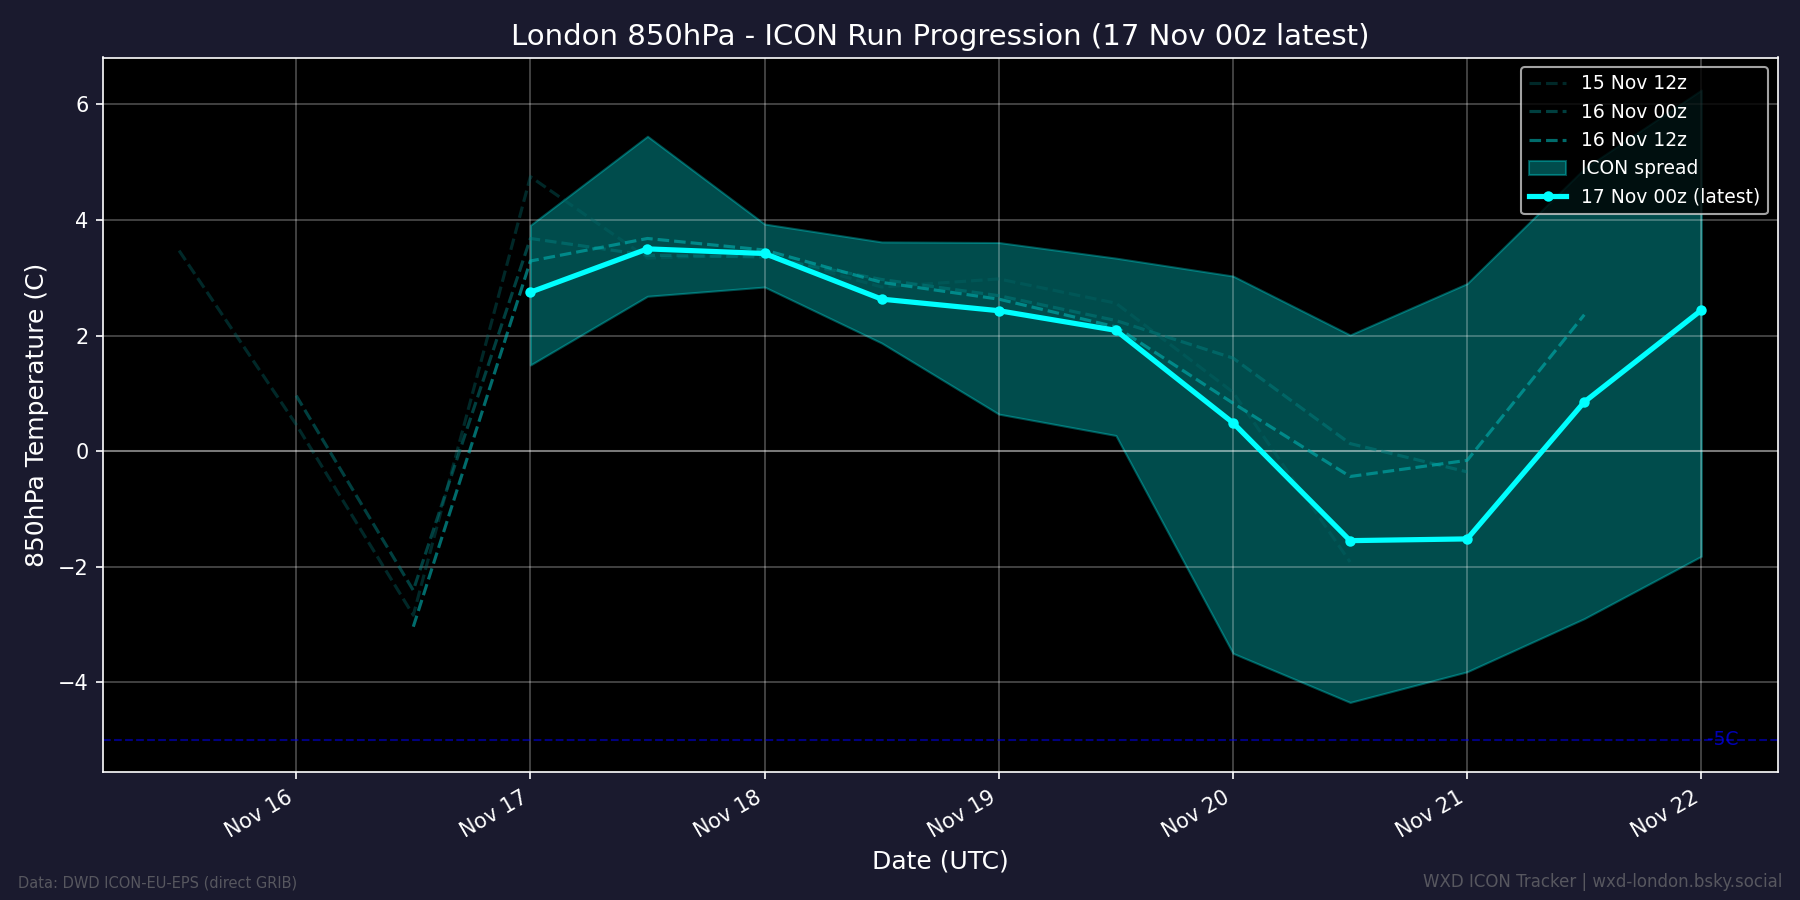 London 850hPa - ICON Run Progression (17 Nov 00z latest)
15 Nov 12z
16 Nov 00z
16 Nov 12z
ICON spread
17 Nov 00z (latest)
850hPa Temperature (C)
6
4
2
0
−2
−4
-5C
Nov 16
Nov 17
Nov 18
Nov 19
Nov 20
Nov 21
Nov 22
Date (UTC)
Data: DWD ICON-EU-EPS (direct GRIB)
WXD ICON Tracker | wxd-london.bsky.social